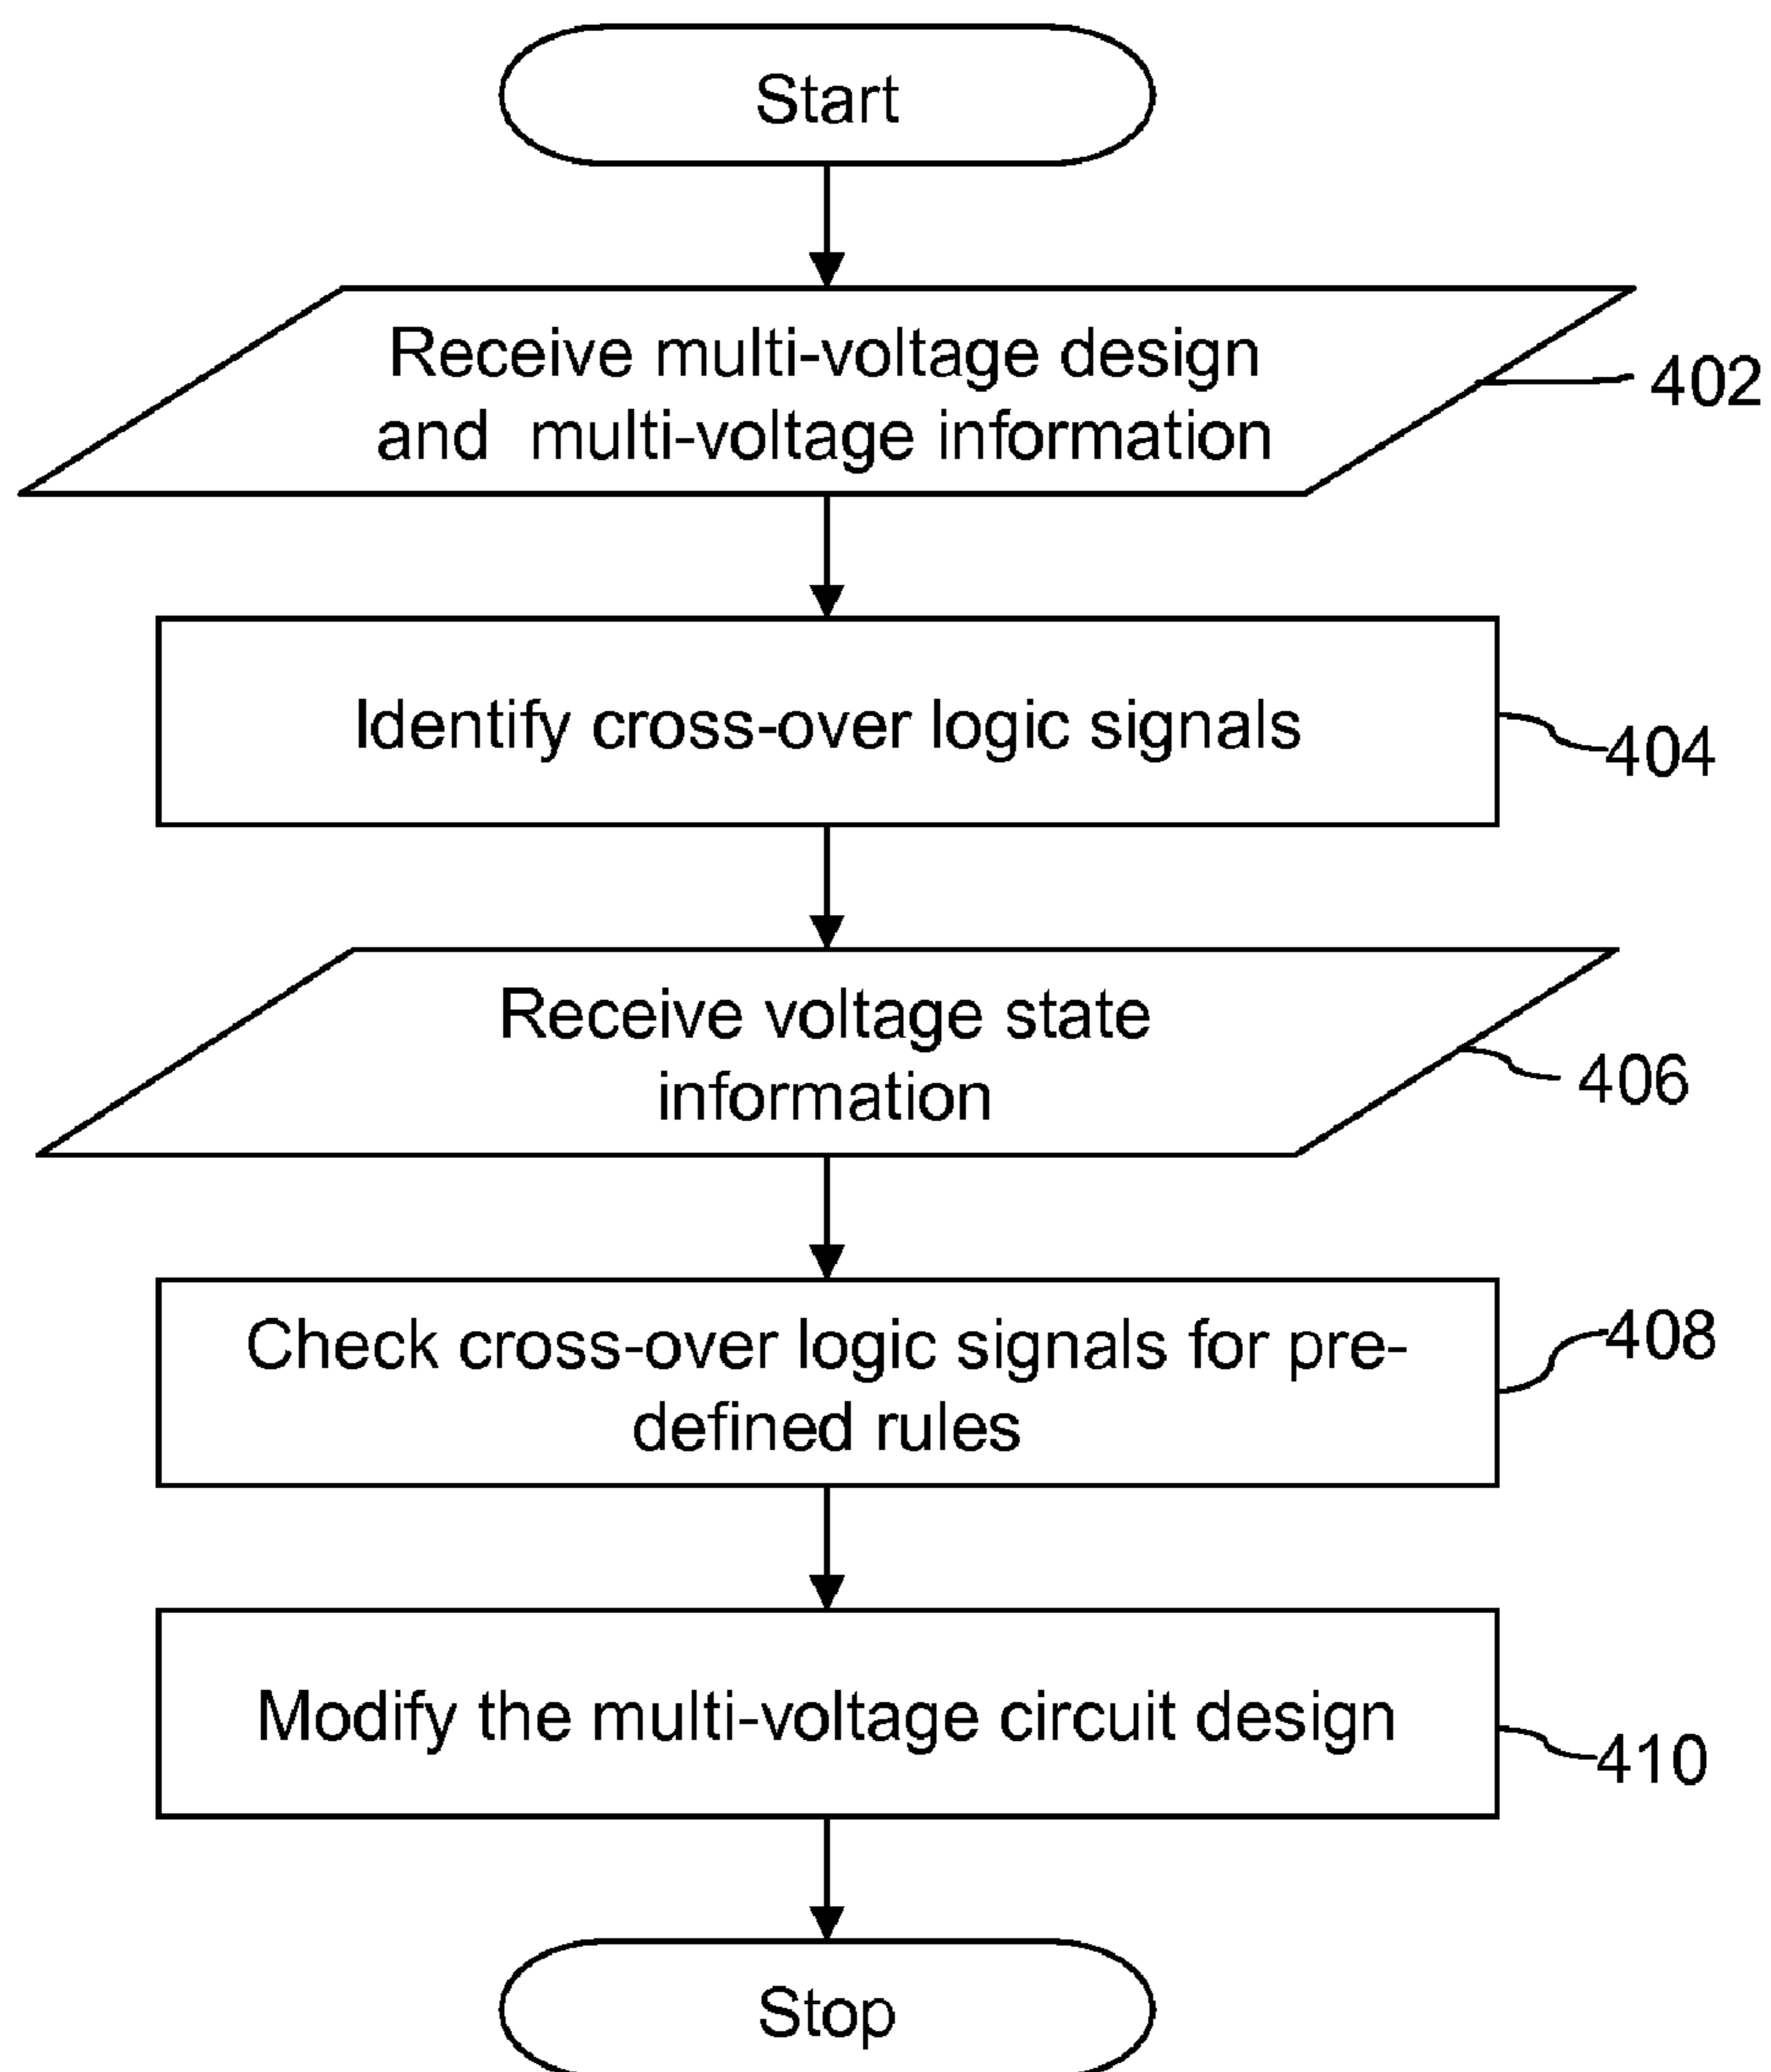 Start
Receive multi-voltage design
and multi-voltage information
402
Identify cross-over logic signals
404
Receive voltage state
information
406
Check cross-over logic signals for pre-
defined rules
408
Modify the multi-voltage circuit design
410
Stop